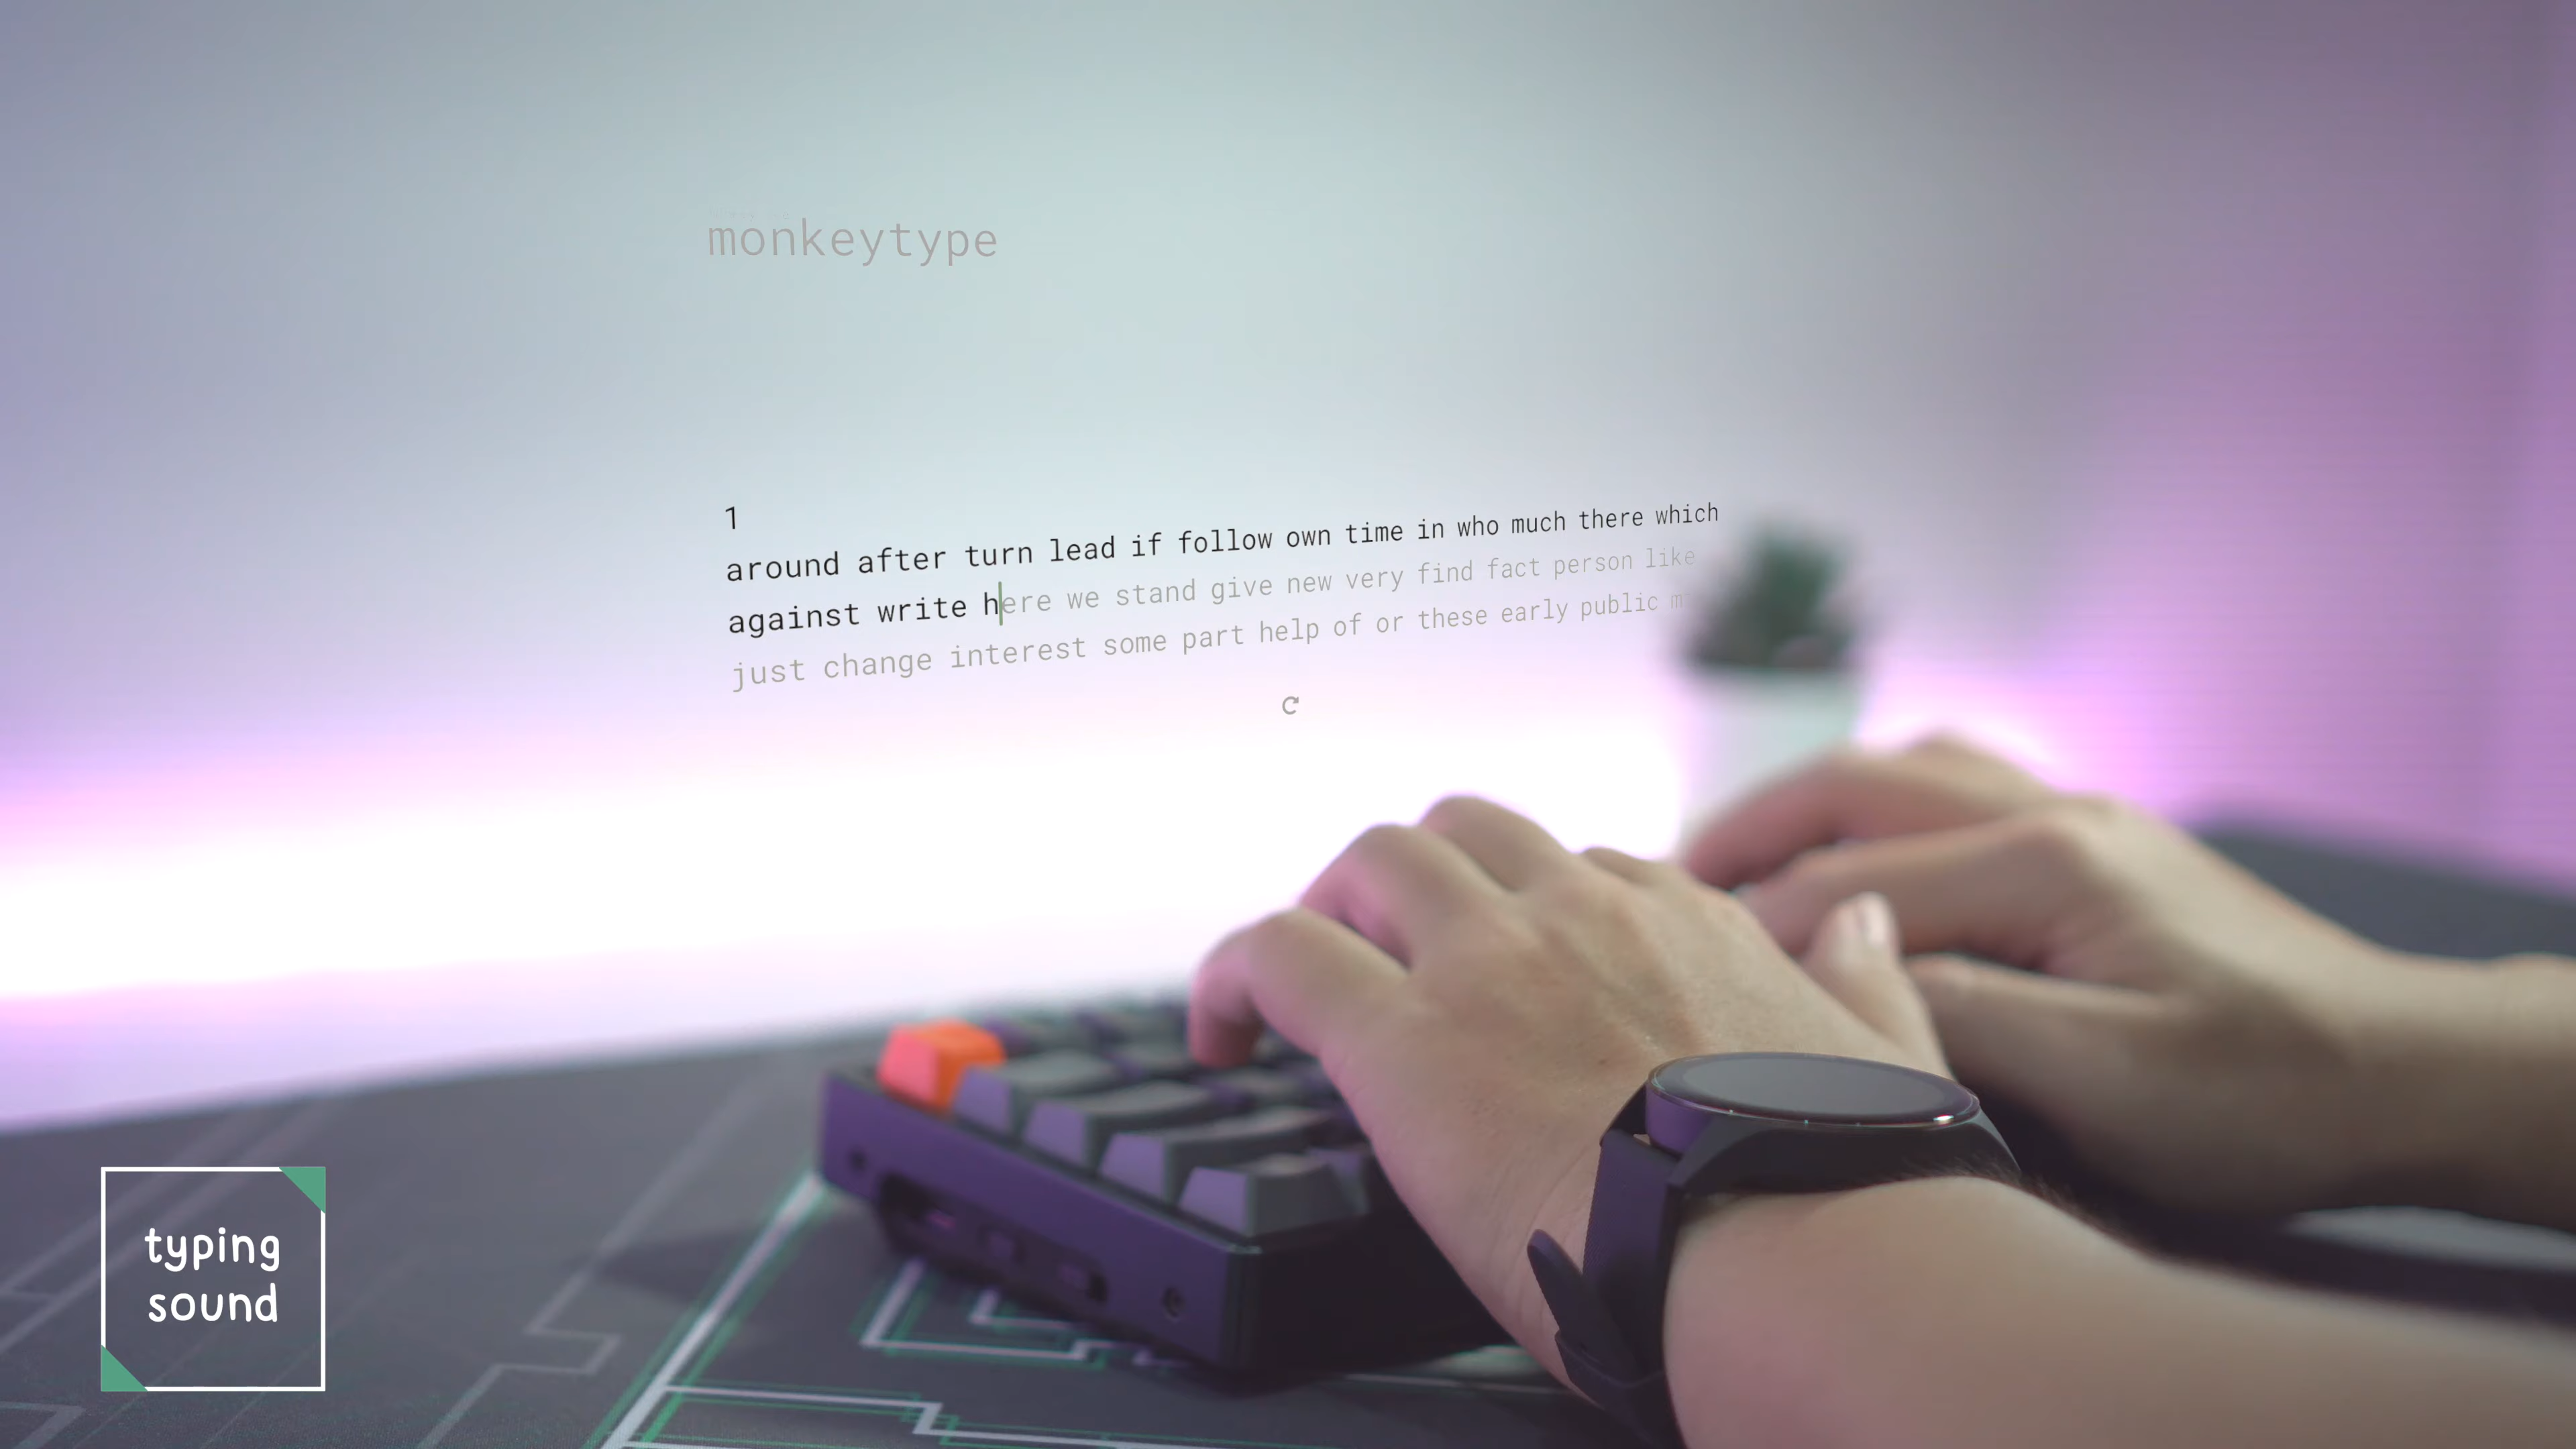 monkeytype
1
around after turn lead if follow own time in who much there which
against write here we stand give new very find fact person like
just change interest some part help of or these early public
typing
sound